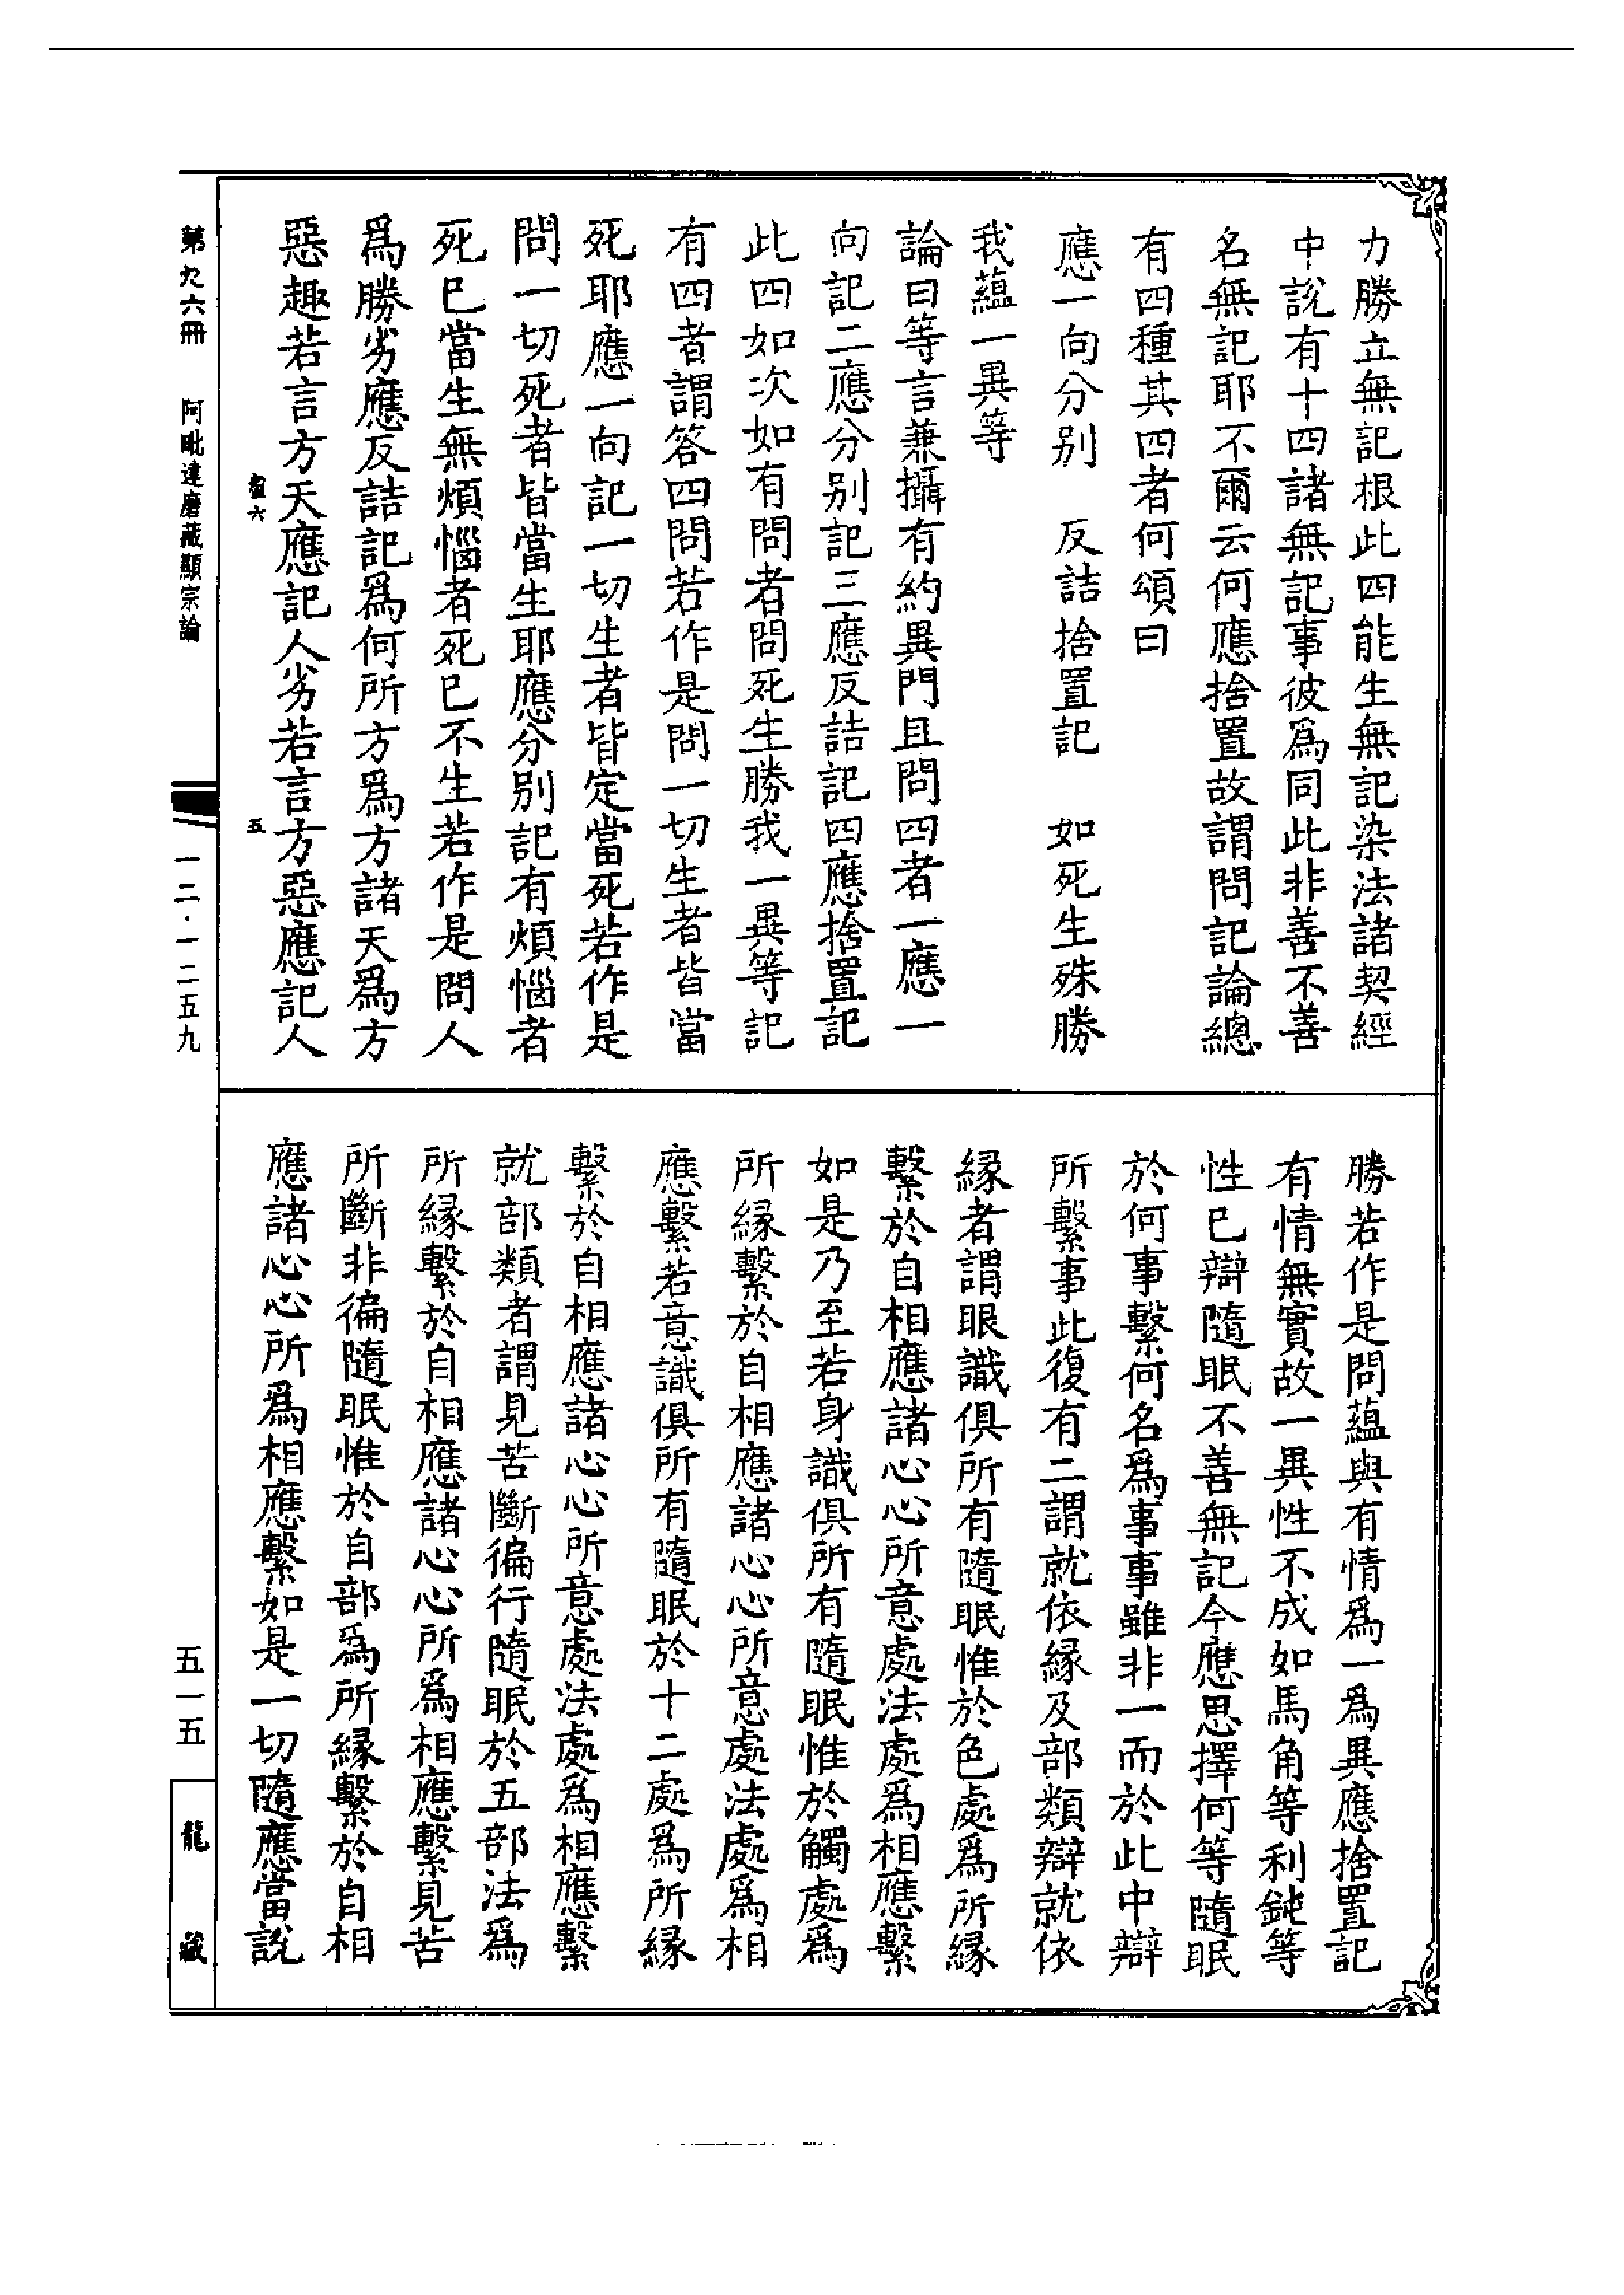 力勝立無記根此四能生無記染法諸契經
中說有十四諸無記事彼爲同此非善不善
名無記耶不爾云何應捨置故謂問記論總
有四種其四者何頌曰
應一向分别　反詰捨置記　如死生殊勝
我蘊一異等
論曰等言兼攝有約異門且問四者一應一
向記二應分别記三應反詰記四應捨置記
此四如次如有問者問死生勝我一異等記
有四者謂答四問若作是問一切生者皆當
死耶應一向記一切生者皆定當死若作是
問一切死者皆當生耶應分别記有煩惱者
死已當生無煩惱者死已不生若作是問人
爲勝劣應反詰記爲何所方爲方諸天爲方
惡趣若言方天應記人劣若言方惡應記人
勝若作是問蘊與有情爲一爲異應捨置記
有情無實故一異性不成如馬角等利鈍等
性已辯隨眠不善無記今應思擇何等隨眠
於何事繫何名爲事事雖非一而於此中辯
所繫事此復有二謂就依緣及部類辯就依
緣者謂眼識俱所有隨眠惟於色處爲所緣
繫於自相應諸心心所意處法處爲相應繫
如是乃至若身識俱所有隨眠惟於觸處爲
所緣繫於自相應諸心心所意處法處爲相
應繫若意識俱所有隨眠於十二處爲所緣
繫於自相應諸心心所意處法處爲相應繫
就部類者謂見苦斷徧行隨眠於五部法爲
所緣繫於自相應諸心心所爲相應繫見苦
所斷非徧隨眠惟於自部爲所緣繫於自相
應諸心心所爲相應繫如是一切隨應當說
六
五
第九六冊　阿毗達磨藏顯宗論
一二·一二五九
五一五
龍藏